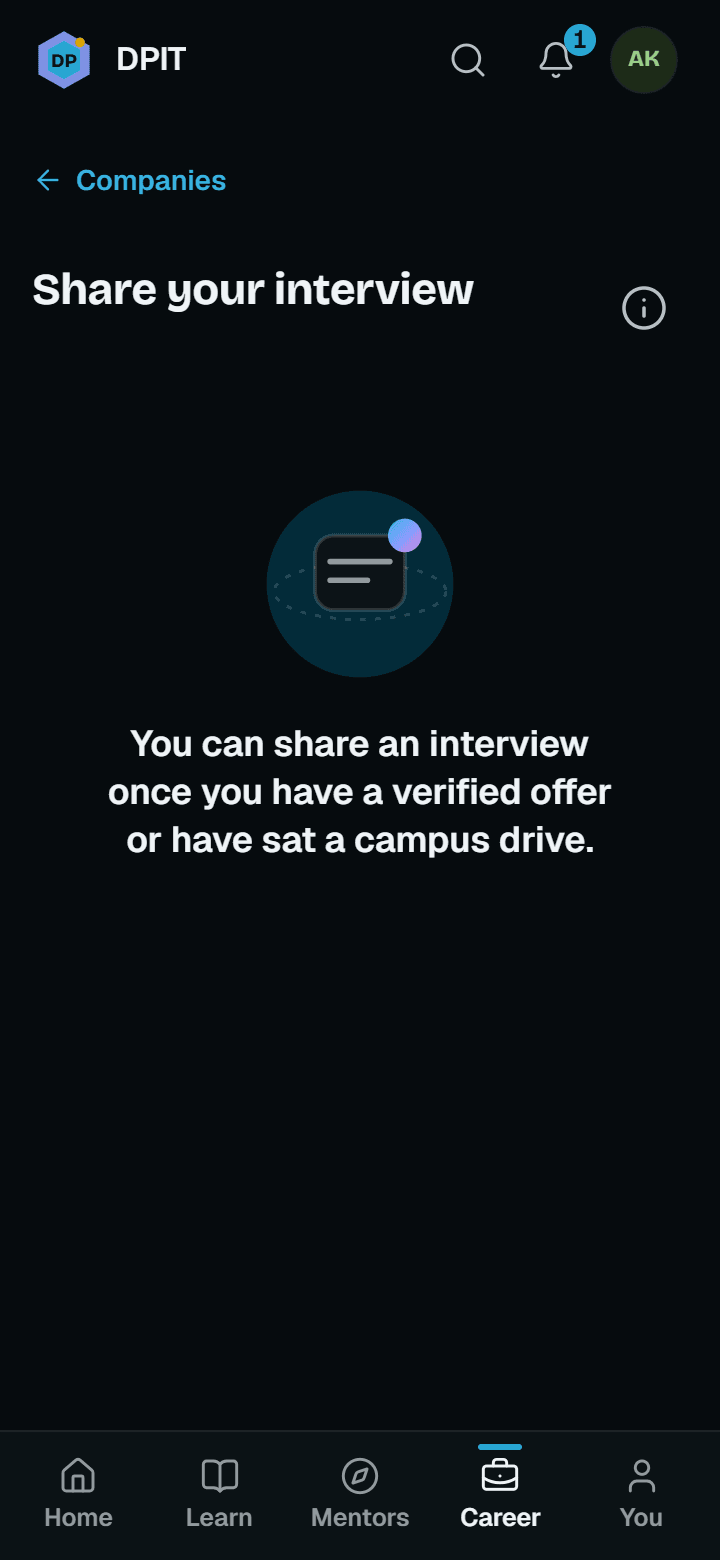 DP
DPIT
1
AK
Companies
Share your interview
You can share an interview
once you have a verified offer
or have sat a campus drive.
Home
Learn
Mentors
Career
You